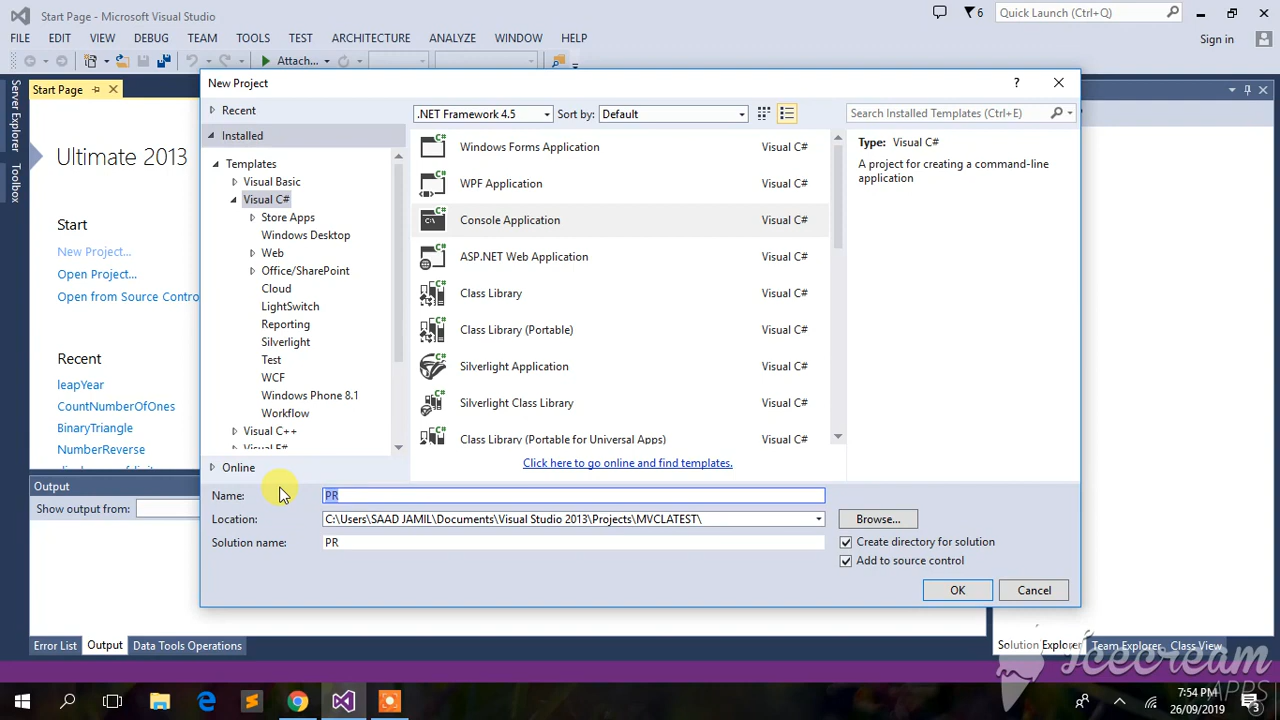 Start Page - Microsoft Visual Studio
6
Quick Launch (Ctrl+Q)
FILE EDIT VIEW DEBUG TEAM TOOLS TEST ARCHITECTURE ANALYZE WINDOW HELP
Sign in
Attach...
Server Explorer
Toolbox
Start Page
Ultimate 2013
Start
New Project...
Open Project...
Open from Source Contro
Recent
leapYear
CountNumberOfOnes
BinaryTriangle
NumberReverse
New Project
?
Recent
Installed
.NET Framework 4.5
Sort by: Default
Search Installed Templates (Ctrl+E)
Templates
Visual Basic
Visual C#
Store Apps
Windows Desktop
Web
Office/SharePoint
Cloud
LightSwitch
Reporting
Silverlight
Test
WCF
Windows Phone 8.1
Workflow
Visual C++
Visual F#
Online
Windows Forms Application Visual C#
WPF Application Visual C#
Console Application Visual C#
ASP.NET Web Application Visual C#
Class Library Visual C#
Class Library (Portable) Visual C#
Silverlight Application Visual C#
Silverlight Class Library Visual C#
Class Library (Portable for Universal Apps) Visual C#
Click here to go online and find templates.
Type: Visual C#
A project for creating a command-line
application
Name: PR
Location: C:\Users\SAAD JAMIL\Documents\Visual Studio 2013\Projects\MVCLATEST\
Browse...
Solution name: PR
Create directory for solution
Add to source control
OK Cancel
Output
Show output from:
Error List Output Data Tools Operations
Solution Explorer Team Explorer Class View
Icecream
APPS
7:54 PM
26/09/2019
3